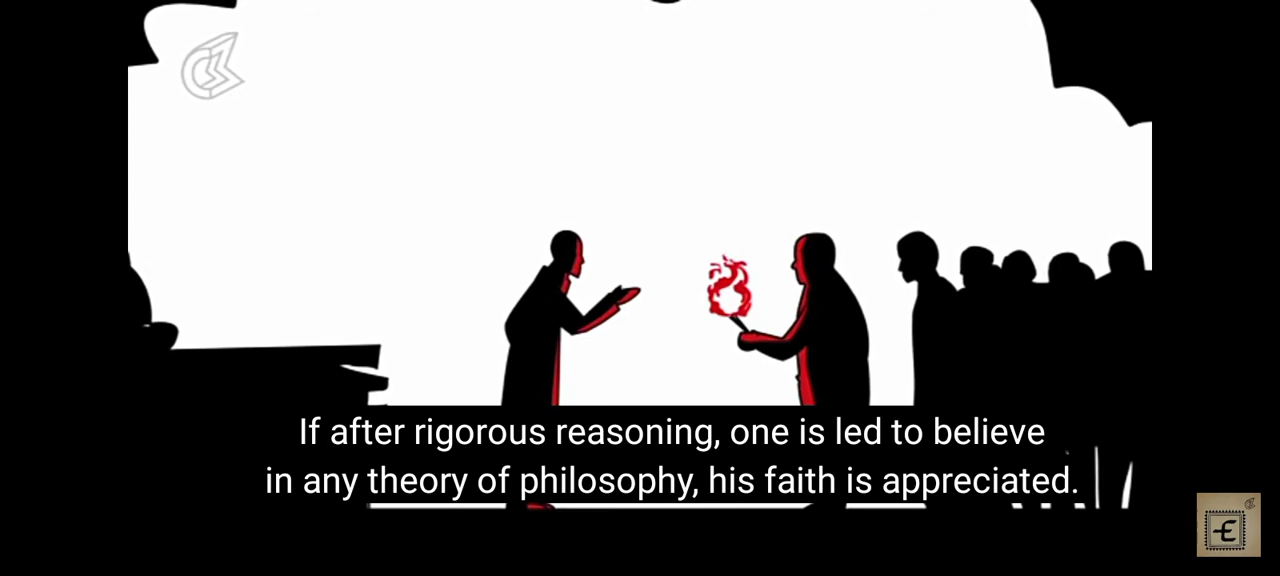 If after rigorous reasoning, one is led to believe
in any theory of philosophy, his faith is appreciated.